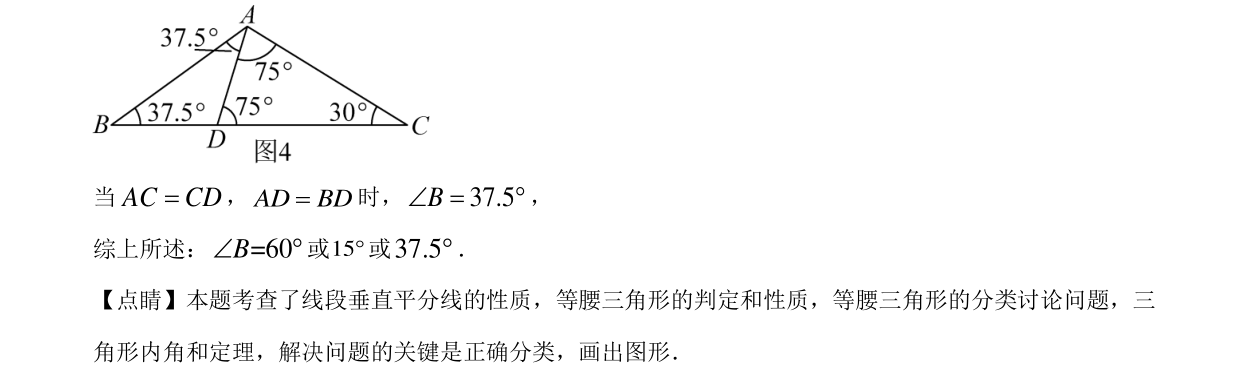 A
37.5°
75°
B
37.5°
75°
30°
C
D
图4
当 AC = CD，AD = BD 时，∠B = 37.5°，
综上所述：∠B=60° 或15° 或 37.5°．
【点睛】本题考查了线段垂直平分线的性质，等腰三角形的判定和性质，等腰三角形的分类讨论问题，三
角形内角和定理，解决问题的关键是正确分类，画出图形．